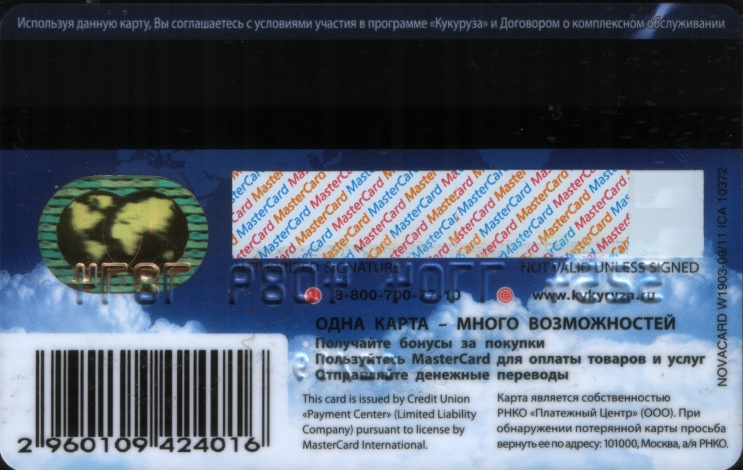 Используя данную карту, Вы соглашаетесь с условиями участия в программе «Кукуруза» и Договором о комплексном обслуживании
MasterCard MasterCard MasterCard
SIGNATURE
NOT VALID UNLESS SIGNED
www.kykyryza.ru
ОДНА КАРТА – МНОГО ВОЗМОЖНОСТЕЙ
Получайте бонусы за покупки
Пользуйтесь MasterCard для оплаты товаров и услуг
Отправляйте денежные переводы
This card is issued by Credit Union
«Payment Center» (Limited Liability
Company) pursuant to license by
MasterCard International.
Карта является собственностью
РНКО «Платежный Центр» (ООО). При
обнаружении потерянной карты просьба
вернуть ее по адресу: 101000, Москва, а/я РНКО.
2 960109 424016
NOVACARD W1903-09/11 ICA 10372